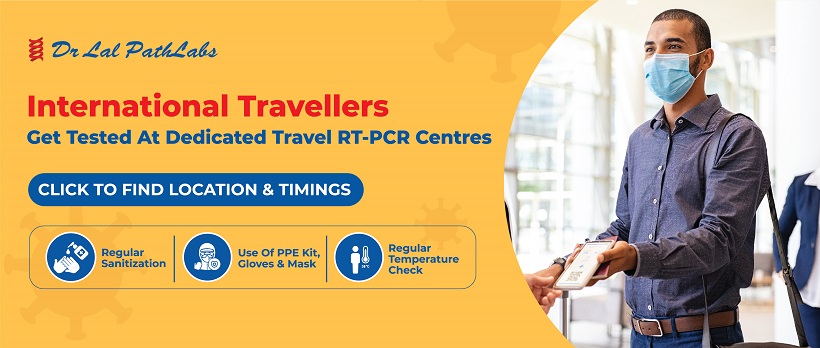 Dr Lal PathLabs
International Travellers
Get Tested At Dedicated Travel RT-PCR Centres
CLICK TO FIND LOCATION & TIMINGS
Regular
Sanitization
Use Of PPE Kit,
Gloves & Mask
Regular
Temperature
Check